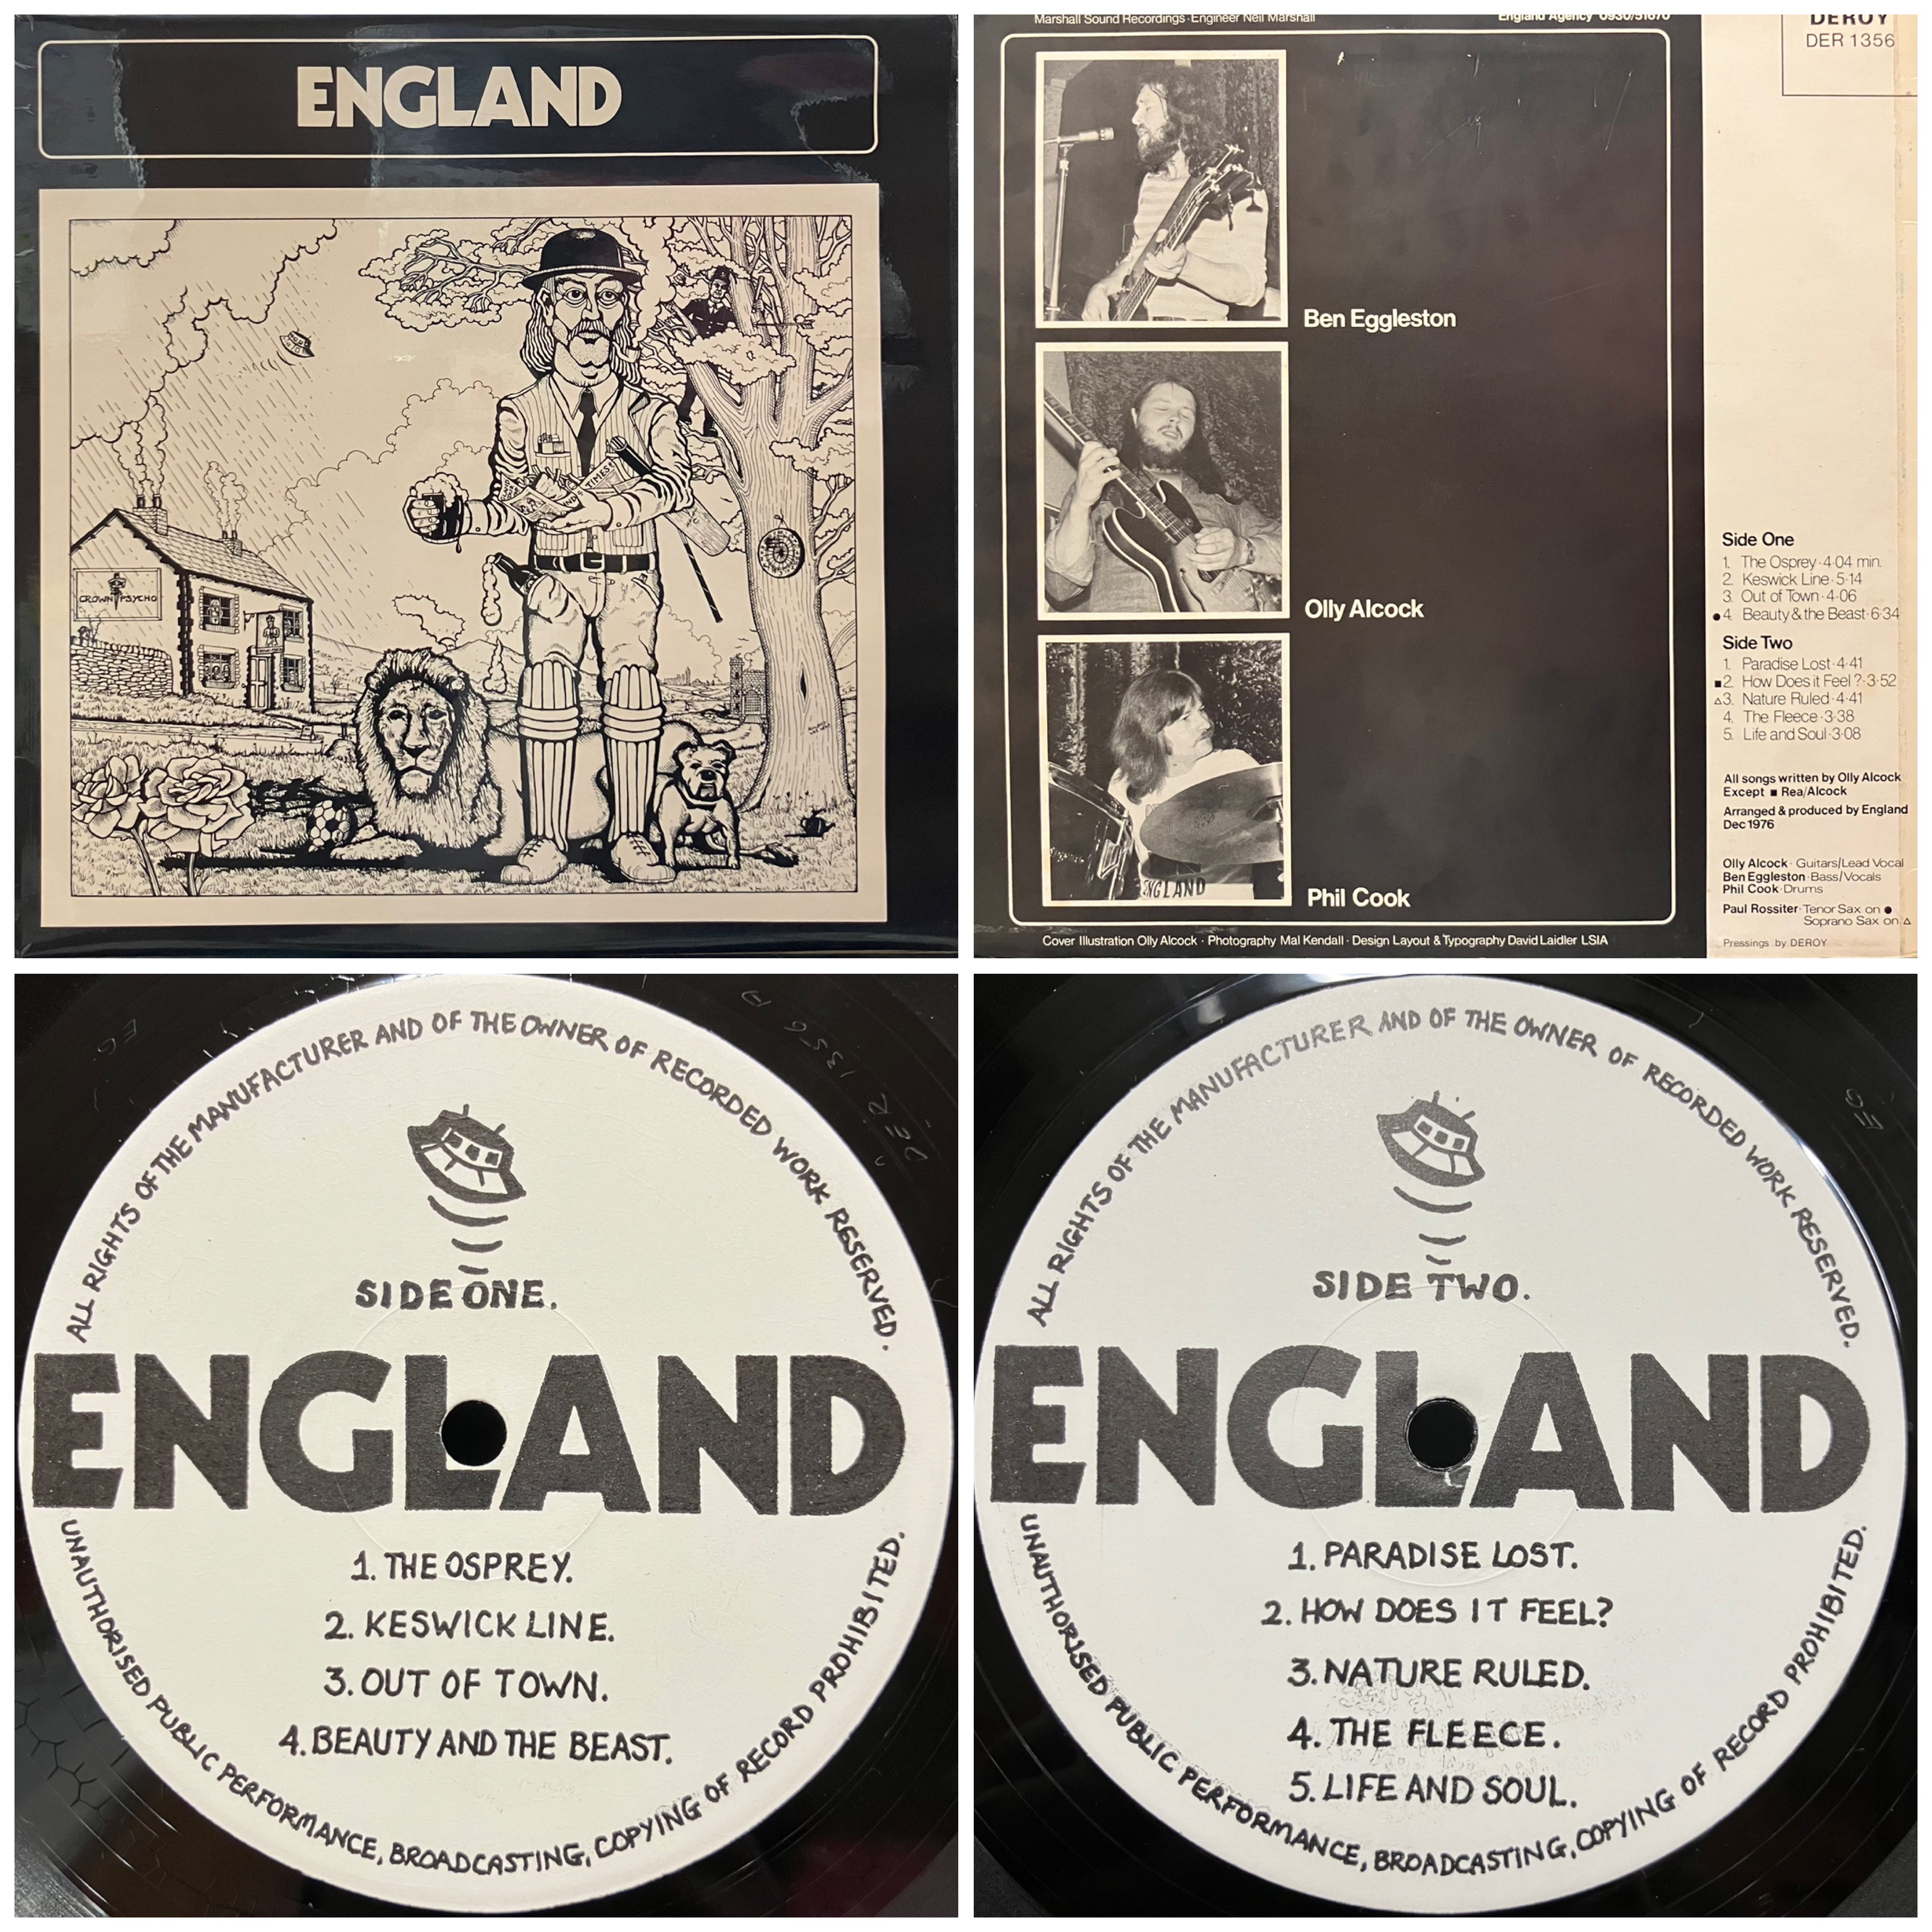 ENGLAND
TIMES
CROWN PSYCHO
Marshall Sound Recordings · Engineer Neil Marshall
England Agency 0930/51670
DEROY
DER 1356
Ben Eggleston
Olly Alcock
ENGLAND
Phil Cook
Cover Illustration Olly Alcock · Photography Mal Kendall · Design Layout & Typography David Laidler LSIA
Side One
1. The Osprey · 4·04 min.
2. Keswick Line · 5·14
3. Out of Town · 4·06
● 4. Beauty & the Beast · 6·34
Side Two
1. Paradise Lost · 4·41
■ 2. How Does it Feel? · 3·52
△ 3. Nature Ruled · 4·41
4. The Fleece · 3·38
5. Life and Soul · 3·08
All songs written by Olly Alcock
Except ■ Rea/Alcock
Arranged & produced by England
Dec 1976
Olly Alcock · Guitars/Lead Vocal
Ben Eggleston · Bass/Vocals
Phil Cook · Drums
Paul Rossiter · Tenor Sax on ●
Soprano Sax on △
Pressings by DEROY
ALL RIGHTS OF THE MANUFACTURER AND OF THE OWNER OF RECORDED WORK RESERVED.
DER 1356 A
EG
SIDE ONE.
ENGLAND
1. THE OSPREY.
2. KESWICK LINE.
3. OUT OF TOWN.
4. BEAUTY AND THE BEAST.
UNAUTHORISED PUBLIC PERFORMANCE, BROADCASTING, COPYING OF RECORD PROHIBITED.
ALL RIGHTS OF THE MANUFACTURER AND OF THE OWNER OF RECORDED WORK RESERVED.
EG
SIDE TWO.
ENGLAND
1. PARADISE LOST.
2. HOW DOES IT FEEL?
3. NATURE RULED.
4. THE FLEECE.
5. LIFE AND SOUL.
UNAUTHORISED PUBLIC PERFORMANCE, BROADCASTING, COPYING OF RECORD PROHIBITED.